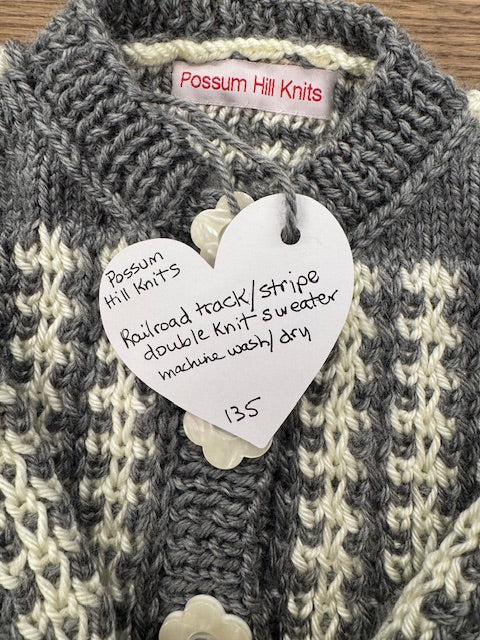 Possum Hill Knits
Possum
Hill Knits
Railroad track/stripe
double knit sweater
machine wash/dry
135